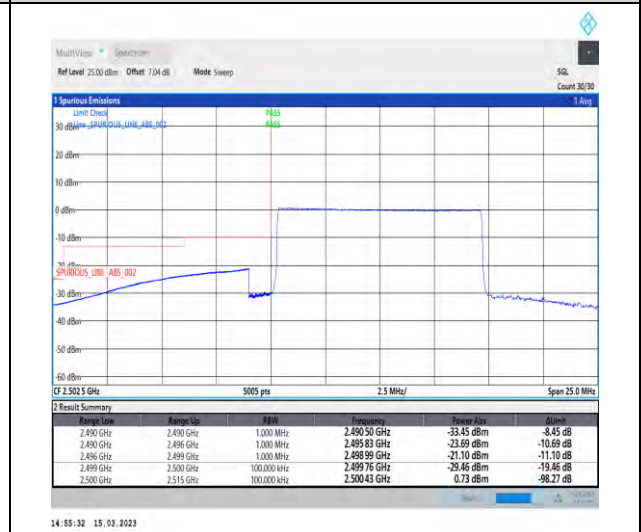 MultiView Spectrum
Ref Level 25.00 dBm Offset 7.04 dB Mode Sweep SGL
Count 30/30
1 Spurious Emissions 1 Avg
Limit Check PASS
30 dBm Line _SPURIOUS_LINE_ABS_002 PASS
20 dBm
10 dBm
0 dBm
-10 dBm
-20 dBm
SPURIOUS_LINE_ABS_002
-30 dBm
-40 dBm
-50 dBm
-60 dBm
CF 2.502 5 GHz 5005 pts 2.5 MHz/ Span 25.0 MHz
2 Result Summary
Range Low Range Up RBW Frequency Power Abs ΔLimit
2.490 GHz 2.490 GHz 1.000 MHz 2.490 50 GHz -33.45 dBm -8.45 dB
2.490 GHz 2.496 GHz 1.000 MHz 2.495 83 GHz -23.69 dBm -10.69 dB
2.496 GHz 2.499 GHz 1.000 MHz 2.498 99 GHz -21.10 dBm -11.10 dB
2.499 GHz 2.500 GHz 100.000 kHz 2.499 76 GHz -29.46 dBm -19.46 dB
2.500 GHz 2.515 GHz 100.000 kHz 2.500 43 GHz 0.73 dBm -98.27 dB
14:55:32 15.03.2023